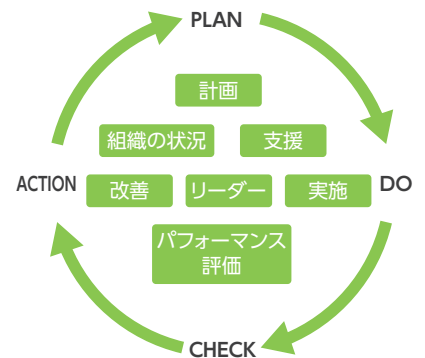 PLAN
計画
組織の状況
支援
ACTION
改善
リーダー
実施
DO
パフォーマンス
評価
CHECK